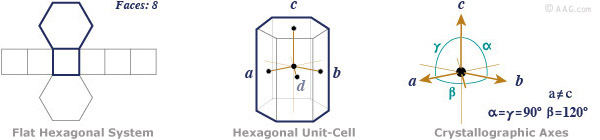 Faces: 8
Flat Hexagonal System
c
a
b
d
Hexagonal Unit-Cell
© AAG.com
c
γ
α
a
b
β
a≠c
α=γ=90° β=120°
Crystallographic Axes